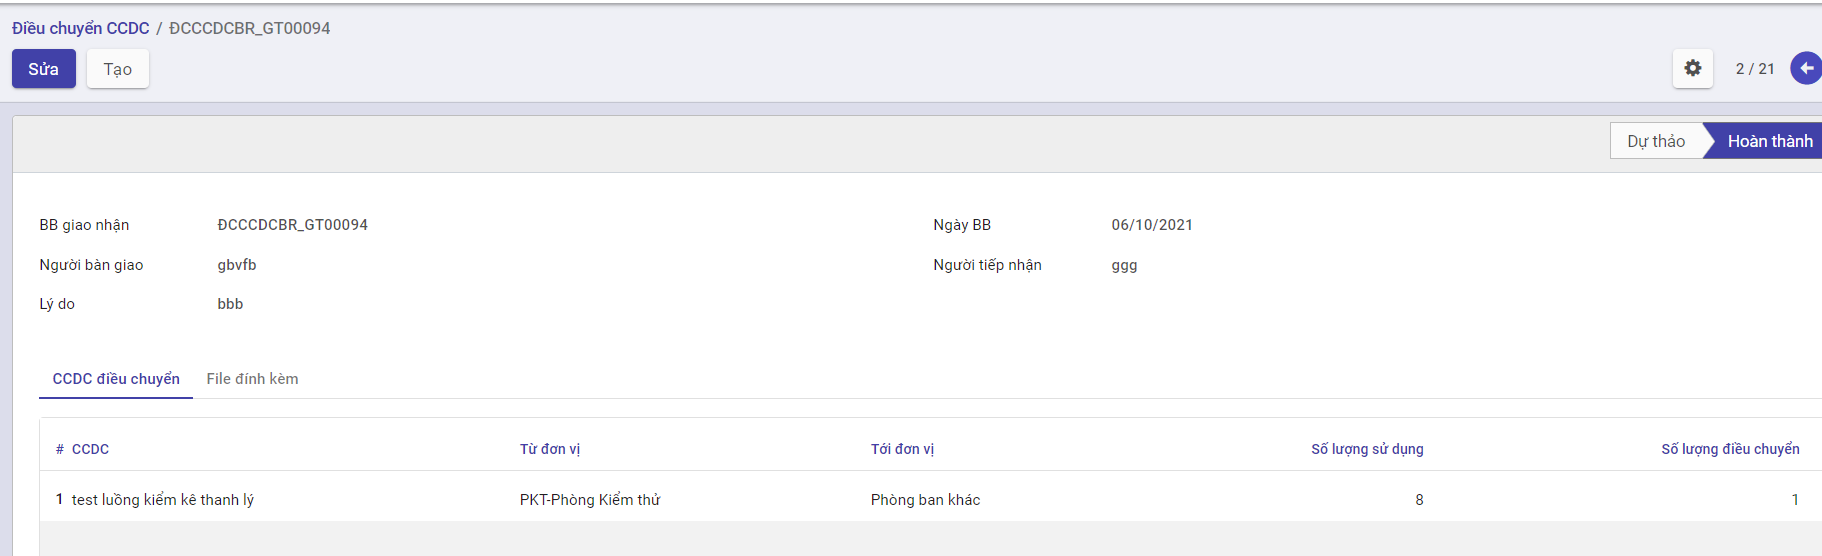 Điều chuyển CCDC / ĐCCCDCBR_GT00094
Sửa Tạo 2 / 21
Dự thảo Hoàn thành
BB giao nhận ĐCCCDCBR_GT00094 Ngày BB 06/10/2021
Người bàn giao gbvfb Người tiếp nhận ggg
Lý do bbb
CCDC điều chuyển File đính kèm
# CCDC Từ đơn vị Tới đơn vị Số lượng sử dụng Số lượng điều chuyển
1 test luồng kiểm kê thanh lý PKT-Phòng Kiểm thử Phòng ban khác 8 1